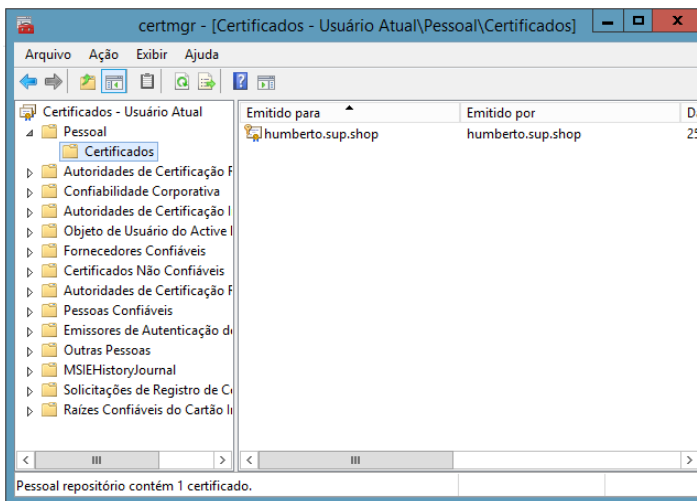 certmgr - [Certificados - Usuário Atual\Pessoal\Certificados]
Arquivo Ação Exibir Ajuda
Certificados - Usuário Atual
Pessoal
Certificados
Autoridades de Certificação
Confiabilidade Corporativa
Autoridades de Certificação
Objeto de Usuário do Active
Fornecedores Confiáveis
Certificados Não Confiáveis
Autoridades de Certificação
Pessoas Confiáveis
Emissores de Autenticação
Outras Pessoas
MSIEHistoryJournal
Solicitações de Registro de
Raízes Confiáveis do Cartão
Emitido para Emitido por
humberto.sup.shop humberto.sup.shop 25
Pessoal repositório contém 1 certificado.